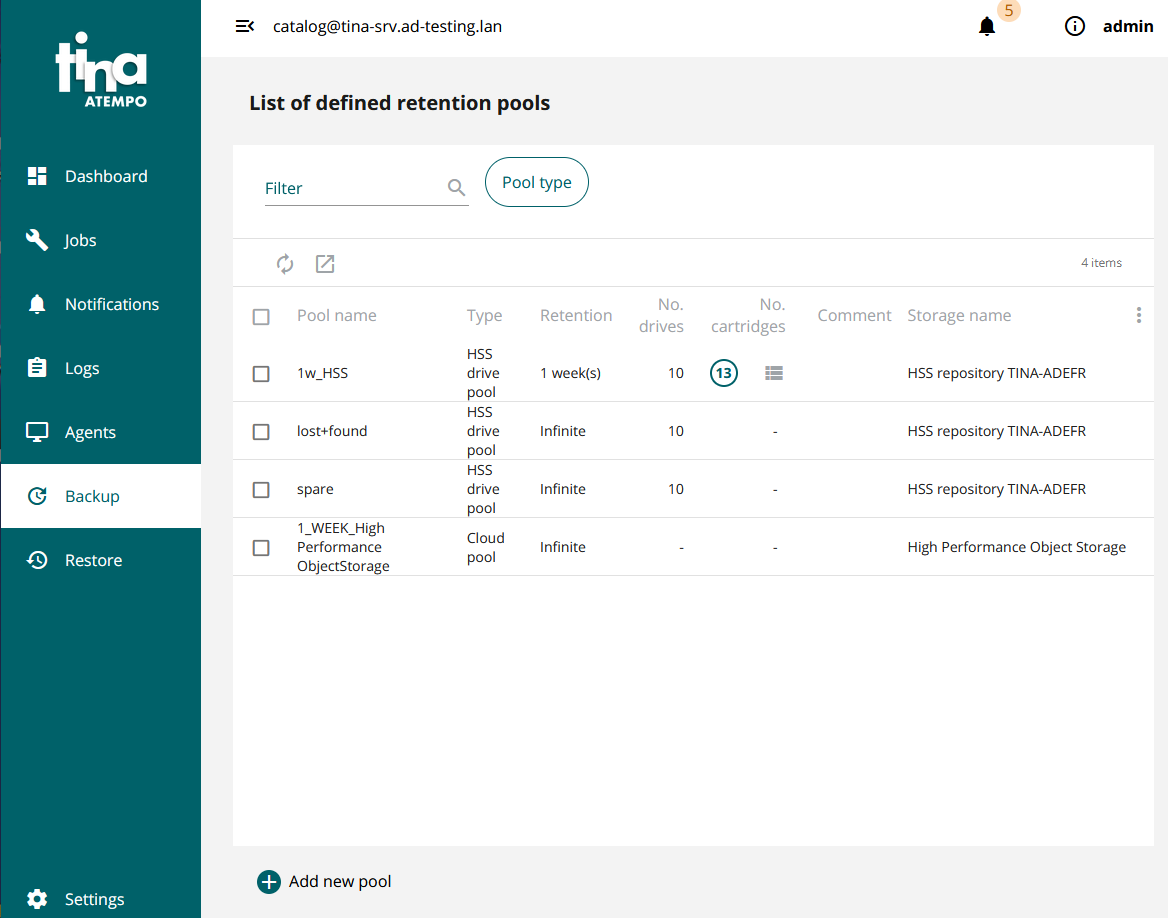 tina
ATEMPO
Dashboard
Jobs
Notifications
Logs
Agents
Backup
Restore
Settings
catalog@tina-srv.ad-testing.lan
5
admin
List of defined retention pools
Filter
Pool type
4 items
Pool name Type Retention No. drives No. cartridges Comment Storage name
1w_HSS HSS drive pool 1 week(s) 10 13 HSS repository TINA-ADEFR
lost+found HSS drive pool Infinite 10 - HSS repository TINA-ADEFR
spare HSS drive pool Infinite 10 - HSS repository TINA-ADEFR
1_WEEK_High Performance ObjectStorage Cloud pool Infinite - - High Performance Object Storage
Add new pool